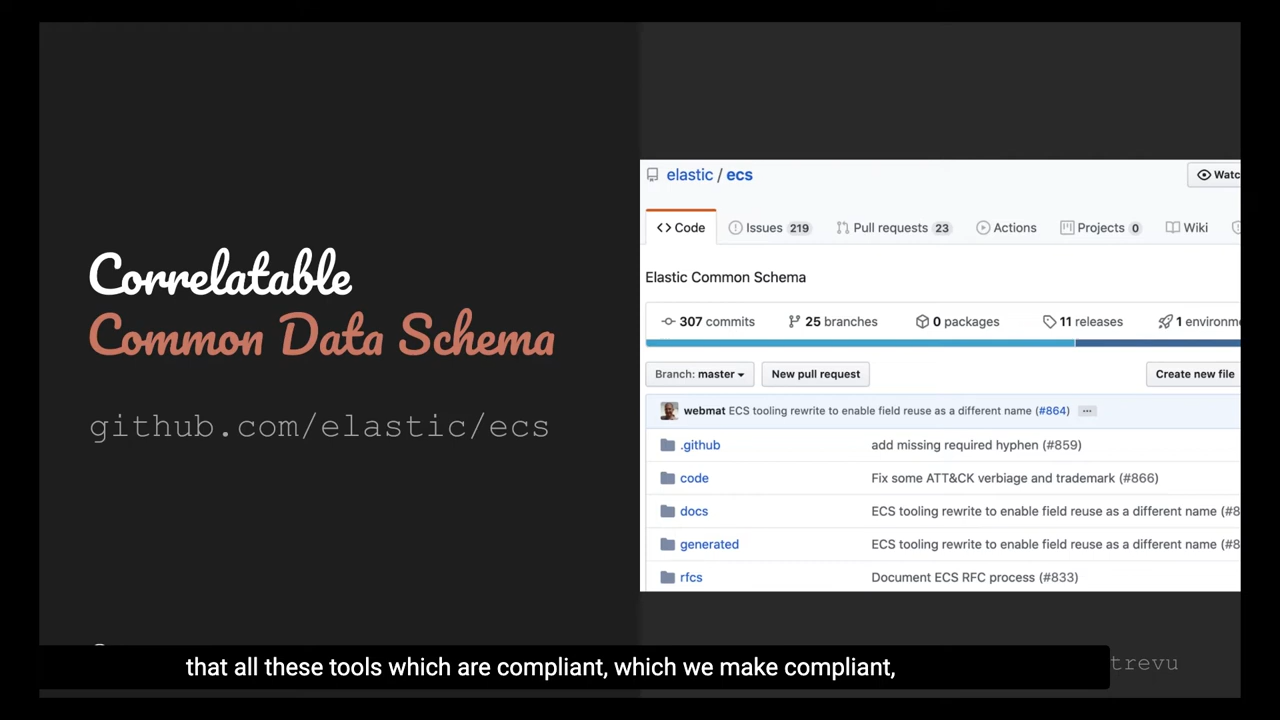 Correlatable
Common Data Schema
github.com/elastic/ecs
elastic / ecs
Watc
Code
Issues 219
Pull requests 23
Actions
Projects 0
Wiki
Elastic Common Schema
307 commits
25 branches
0 packages
11 releases
1 environme
Branch: master
New pull request
Create new file
webmat ECS tooling rewrite to enable field reuse as a different name (#864) ...
.github add missing required hyphen (#859)
code Fix some ATT&CK verbiage and trademark (#866)
docs ECS tooling rewrite to enable field reuse as a different name (#8
generated ECS tooling rewrite to enable field reuse as a different name (#8
rfcs Document ECS RFC process (#833)
that all these tools which are compliant, which we make compliant,
trevu